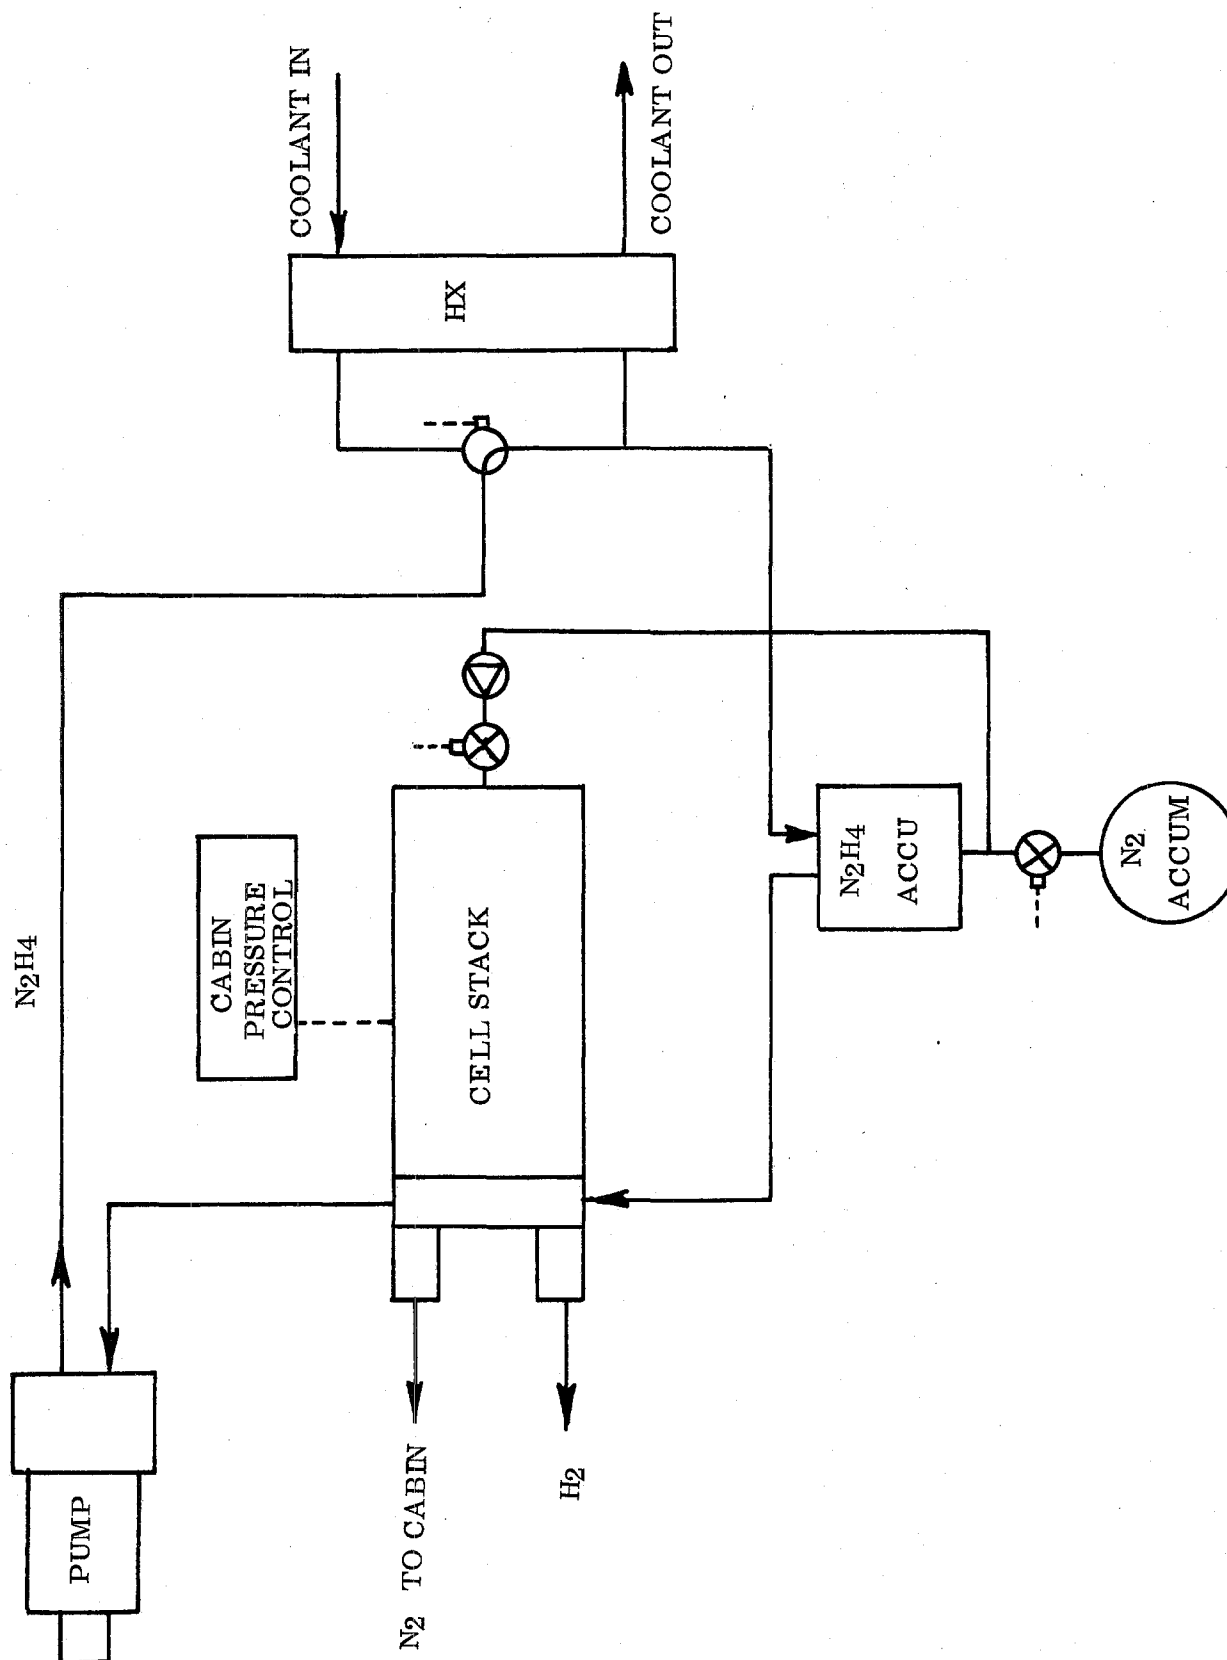 N2H4
PUMP
CABIN
PRESSURE
CONTROL
COOLANT IN
HX
COOLANT OUT
CELL STACK
N2 TO CABIN
H2
N2H4
ACCU
N2
ACCUM